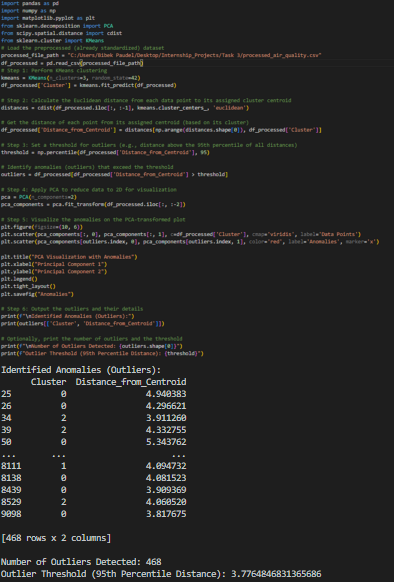 import pandas as pd
import numpy as np
import matplotlib.pyplot as plt
from sklearn.decomposition import PCA
from scipy.spatial.distance import cdist
from sklearn.cluster import KMeans
# Load the preprocessed (already standardized) dataset
processed_file_path = "C:/Users/Bibek Paudel/Desktop/Internship_Projects/Task 3/processed_air_quality.csv"
df_processed = pd.read_csv(processed_file_path)
# Step 1: Perform KMeans clustering
kmeans = KMeans(n_clusters=3, random_state=42)
df_processed['Cluster'] = kmeans.fit_predict(df_processed)

# Step 2: Calculate the Euclidean distance from each data point to its assigned cluster centroid
distances = cdist(df_processed.iloc[:, :-1], kmeans.cluster_centers_, 'euclidean')

# Get the distance of each point from its assigned centroid (based on its cluster)
df_processed['Distance_from_Centroid'] = distances[np.arange(distances.shape[0]), df_processed['Cluster']]

# Step 3: Set a threshold for outliers (e.g., distance above the 95th percentile of all distances)
threshold = np.percentile(df_processed['Distance_from_Centroid'], 95)

# Identify anomalies (outliers) that exceed the threshold
outliers = df_processed[df_processed['Distance_from_Centroid'] > threshold]

# Step 4: Apply PCA to reduce data to 2D for visualization
pca = PCA(n_components=2)
pca_components = pca.fit_transform(df_processed.iloc[:, :-2])

# Step 5: Visualize the anomalies on the PCA-transformed plot
plt.figure(figsize=(10, 6))
plt.scatter(pca_components[:, 0], pca_components[:, 1], c=df_processed['Cluster'], cmap='viridis', label='Data Points')
plt.scatter(pca_components[outliers.index, 0], pca_components[outliers.index, 1], color='red', label='Anomalies', marker='x')

plt.title("PCA Visualization with Anomalies")
plt.xlabel("Principal Component 1")
plt.ylabel("Principal Component 2")
plt.legend()
plt.tight_layout()
plt.savefig("Anomalies")

# Step 6: Output the outliers and their details
print(f"\nIdentified Anomalies (Outliers):")
print(outliers[['Cluster', 'Distance_from_Centroid']])

# Optionally, print the number of outliers and the threshold
print(f"\nNumber of Outliers Detected: {outliers.shape[0]}")
print(f"Outlier Threshold (95th Percentile Distance): {threshold}")
Identified Anomalies (Outliers):
Cluster Distance_from_Centroid
25 0 4.940383
26 0 4.296621
34 2 3.911260
39 2 4.332755
50 0 5.343762
... ... ...
8111 1 4.094732
8138 0 4.081523
8439 0 3.909369
8529 2 4.060520
9098 0 3.817675

[468 rows x 2 columns]

Number of Outliers Detected: 468
Outlier Threshold (95th Percentile Distance): 3.7764846831365686